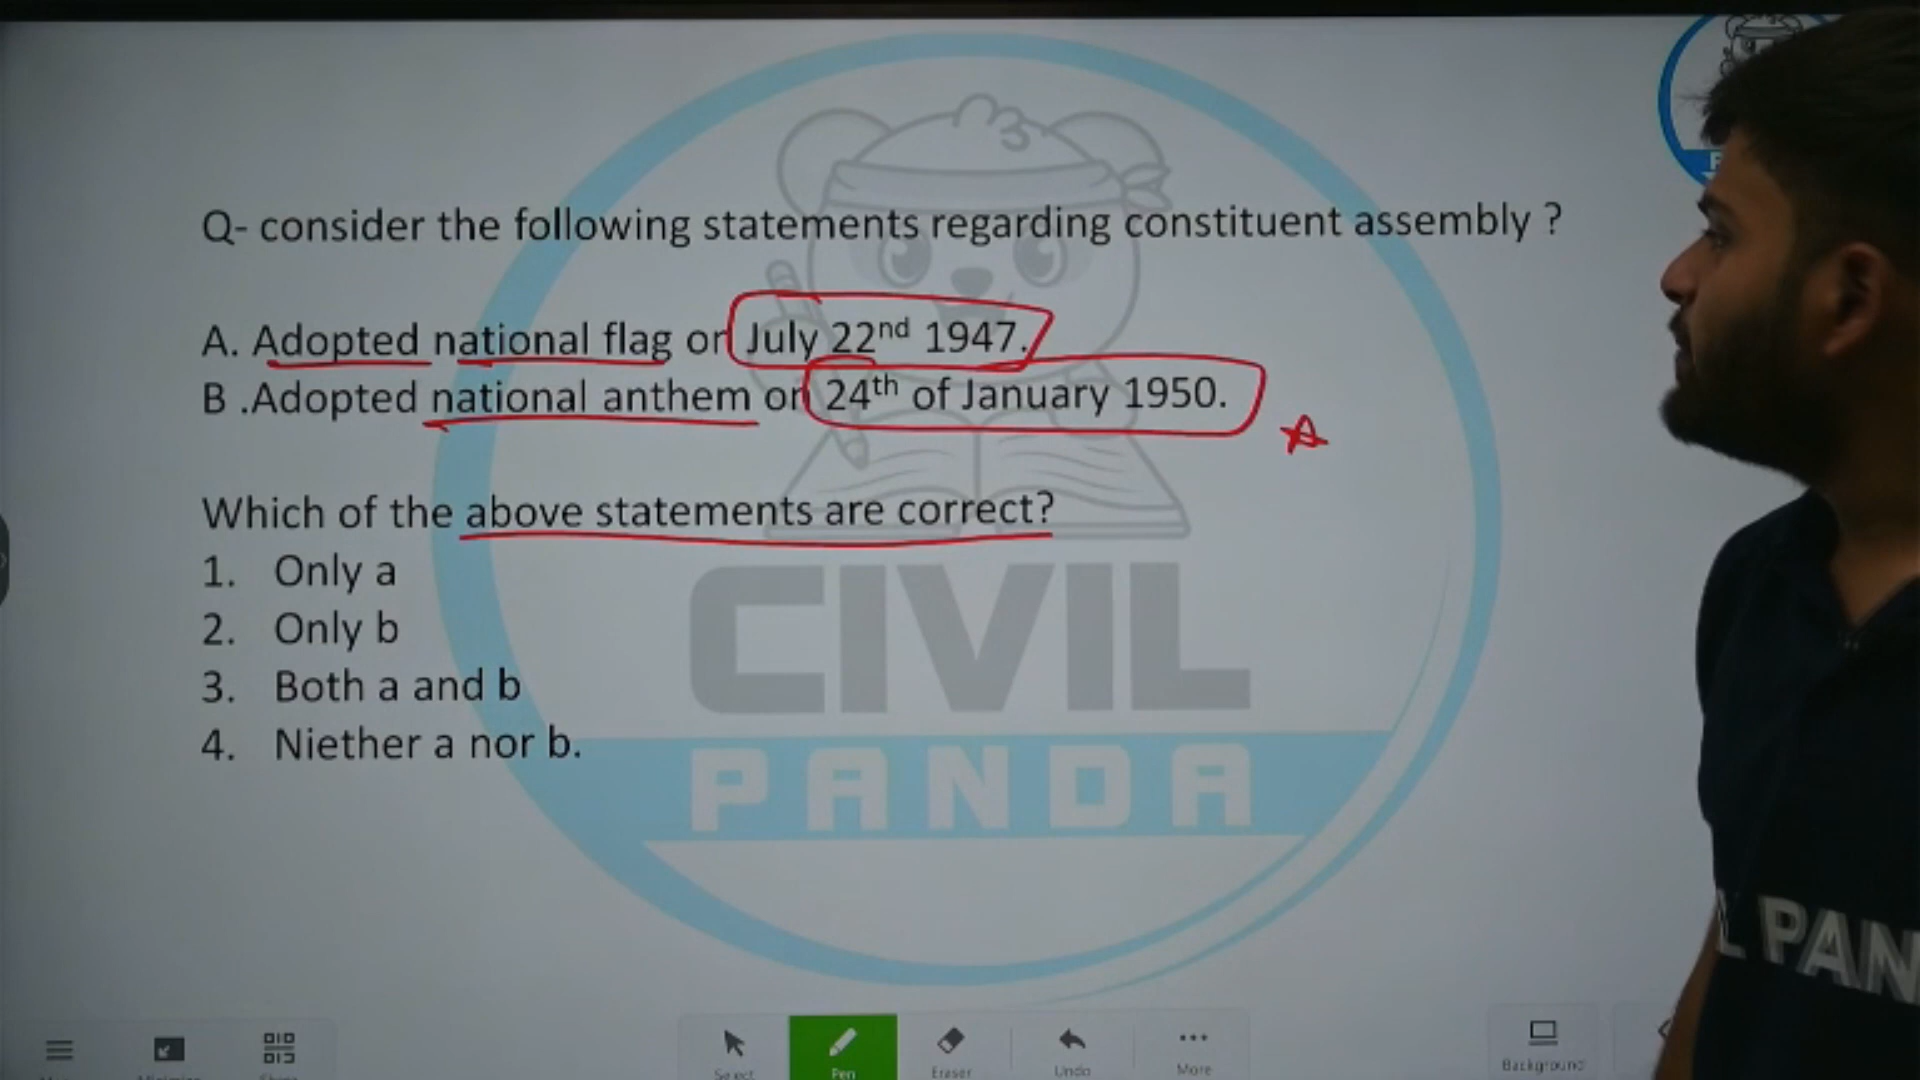 Q- consider the following statements regarding constituent assembly ?
A. Adopted national flag on July 22nd 1947.
B .Adopted national anthem on 24th of January 1950.
Which of the above statements are correct?
1. Only a
2. Only b
3. Both a and b
4. Niether a nor b.
CIVIL
PANDA
L PAN
Select
Pen
Eraser
Undo
More
Background